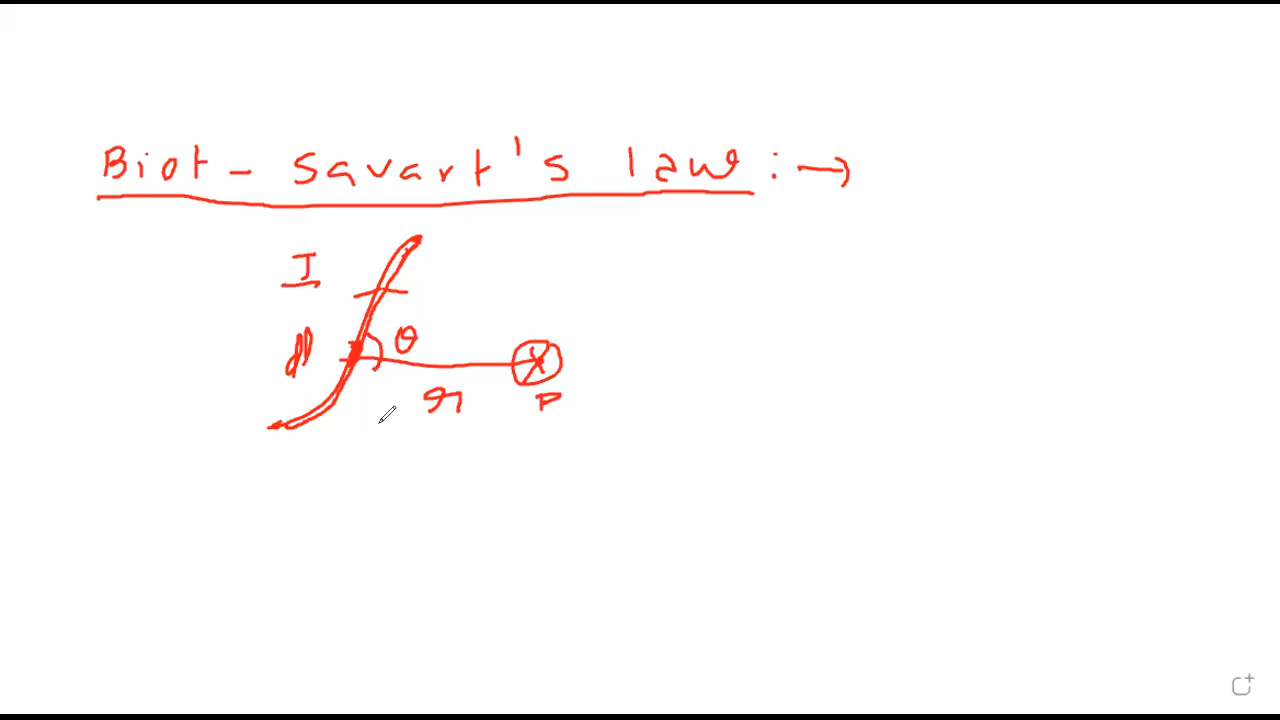 Biot - Savart's law : →
I
dl θ
r P